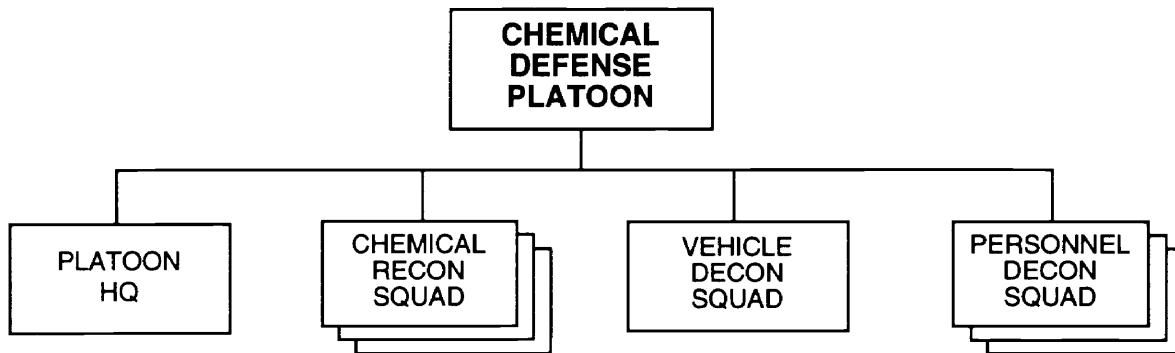 CHEMICAL
DEFENSE
PLATOON
PLATOON
HQ
CHEMICAL
RECON
SQUAD
VEHICLE
DECON
SQUAD
PERSONNEL
DECON
SQUAD